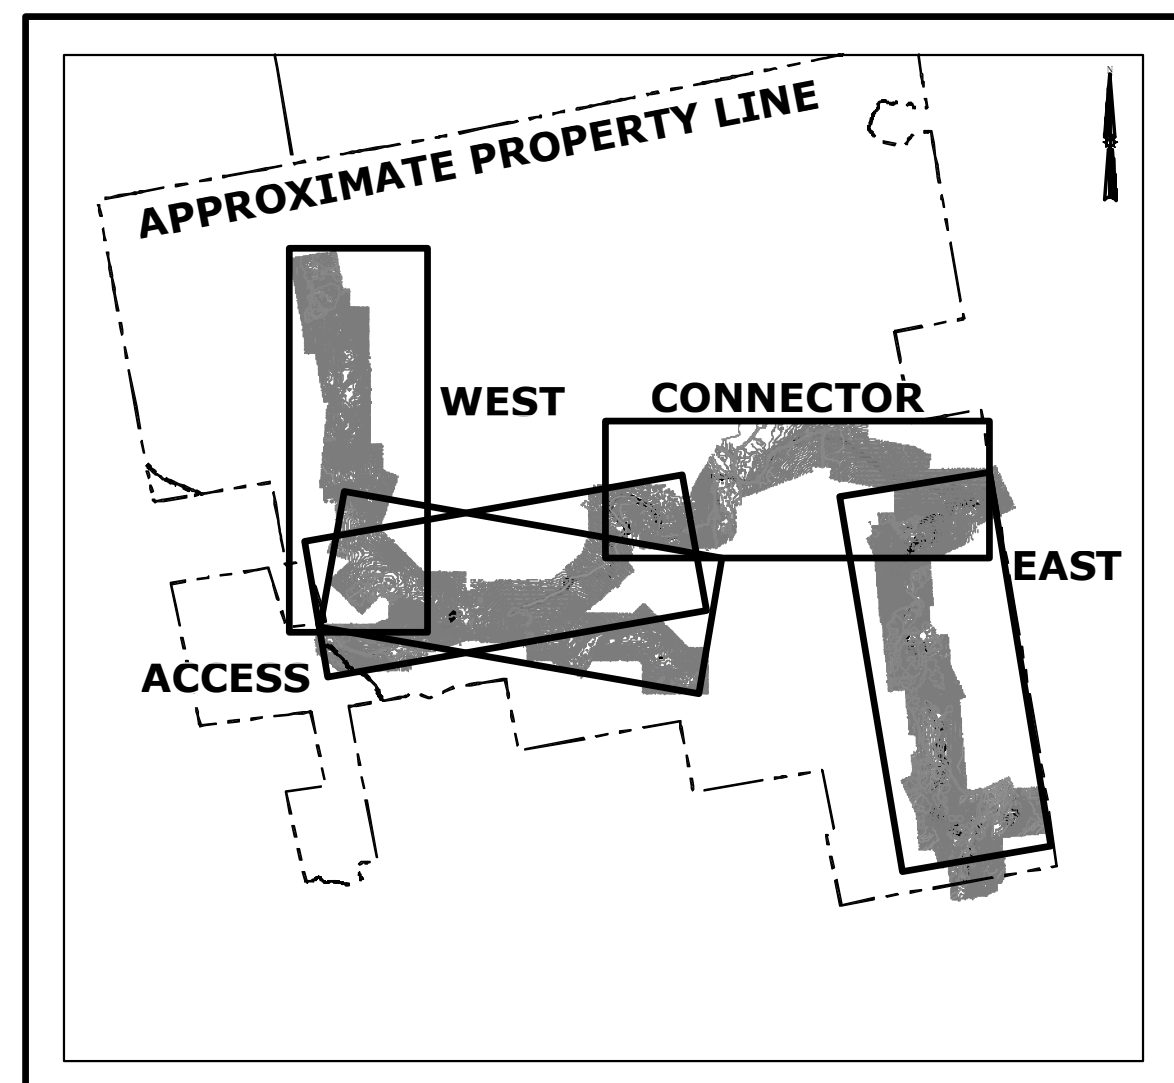 N
APPROXIMATE PROPERTY LINE
WEST
CONNECTOR
EAST
ACCESS